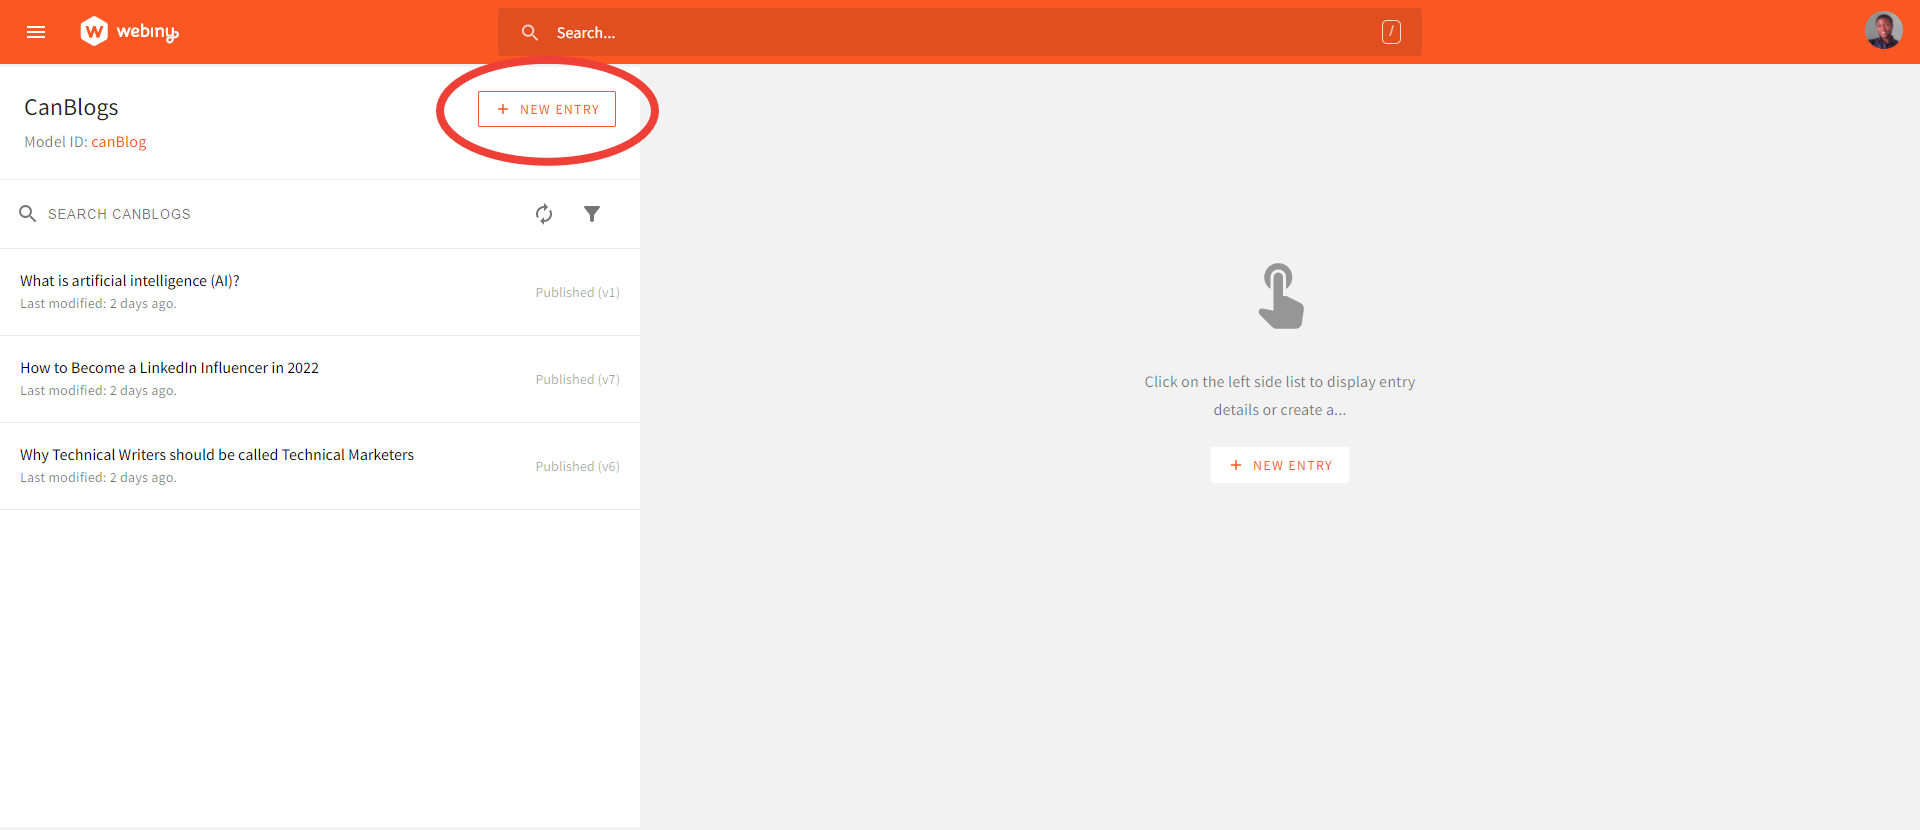 webiny
Search...
/
CanBlogs
+ NEW ENTRY
Model ID: canBlog
SEARCH CANBLOGS
What is artificial intelligence (AI)?
Last modified: 2 days ago.
Published (v1)
How to Become a LinkedIn Influencer in 2022
Last modified: 2 days ago.
Published (v7)
Why Technical Writers should be called Technical Marketers
Last modified: 2 days ago.
Published (v6)
Click on the left side list to display entry
details or create a...
+ NEW ENTRY